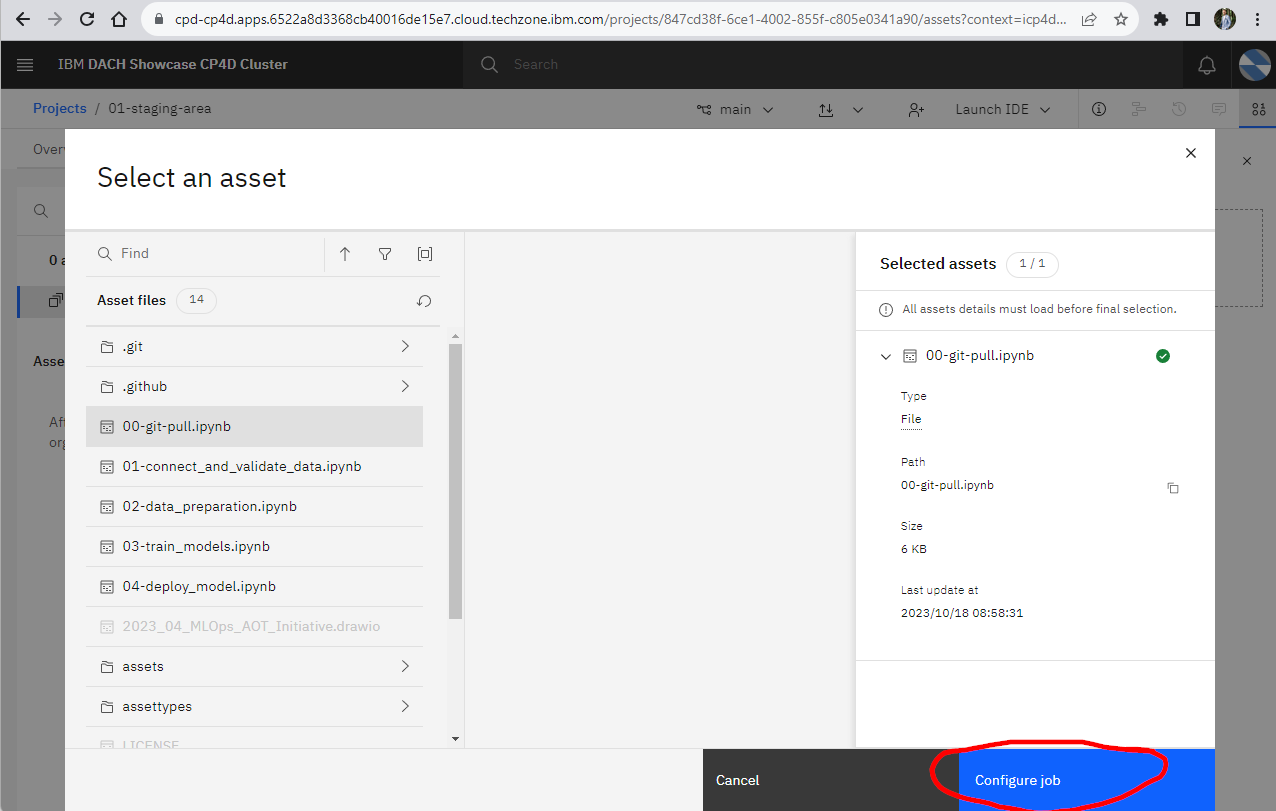 cpd-cp4d.apps.6522a8d3368cb40016de15e7.cloud.techzone.ibm.com/projects/847cd38f-6ce1-4002-855f-c805e0341a90/assets?context=icp4d...
IBM DACH Showcase CP4D Cluster
Search
Projects / 01-staging-area
main
Launch IDE
Over
Select an asset
Find
0 a
Asset files 14
.git
.github
00-git-pull.ipynb
01-connect_and_validate_data.ipynb
02-data_preparation.ipynb
03-train_models.ipynb
04-deploy_model.ipynb
2023_04_MLOps_AOT_Initiative.drawio
assets
assettypes
LICENSE
Asse
Aft
org
Selected assets 1 / 1
All assets details must load before final selection.
00-git-pull.ipynb
Type
File
Path
00-git-pull.ipynb
Size
6 KB
Last update at
2023/10/18 08:58:31
Cancel
Configure job